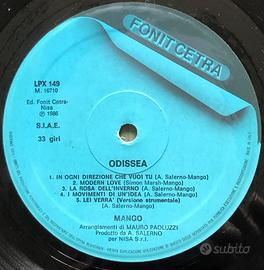 FONIT CETRA
LPX 149
M. 16710
Ed. Fonit Cetra-
Nisa
℗ 1986
S.I.A.E.
33 giri
ODISSEA
1 - IN OGNI DIREZIONE CHE VUOI TU (A. Salerno-Mango)
2 - MODERN LOVE (Simon Marsh-Mango)
3 - LA ROSA DELL'INVERNO (A. Salerno-Mango)
4 - I MOVIMENTI DI UN'IDEA (A. Salerno-Mango)
5 - LEI VERRA' (Versione strumentale)
(A. Salerno-Mango)
MANGO
Arrangiamenti di MAURO PAOLUZZI
Prodotto da A. SALERNO
per NISA S.r.l.
subito